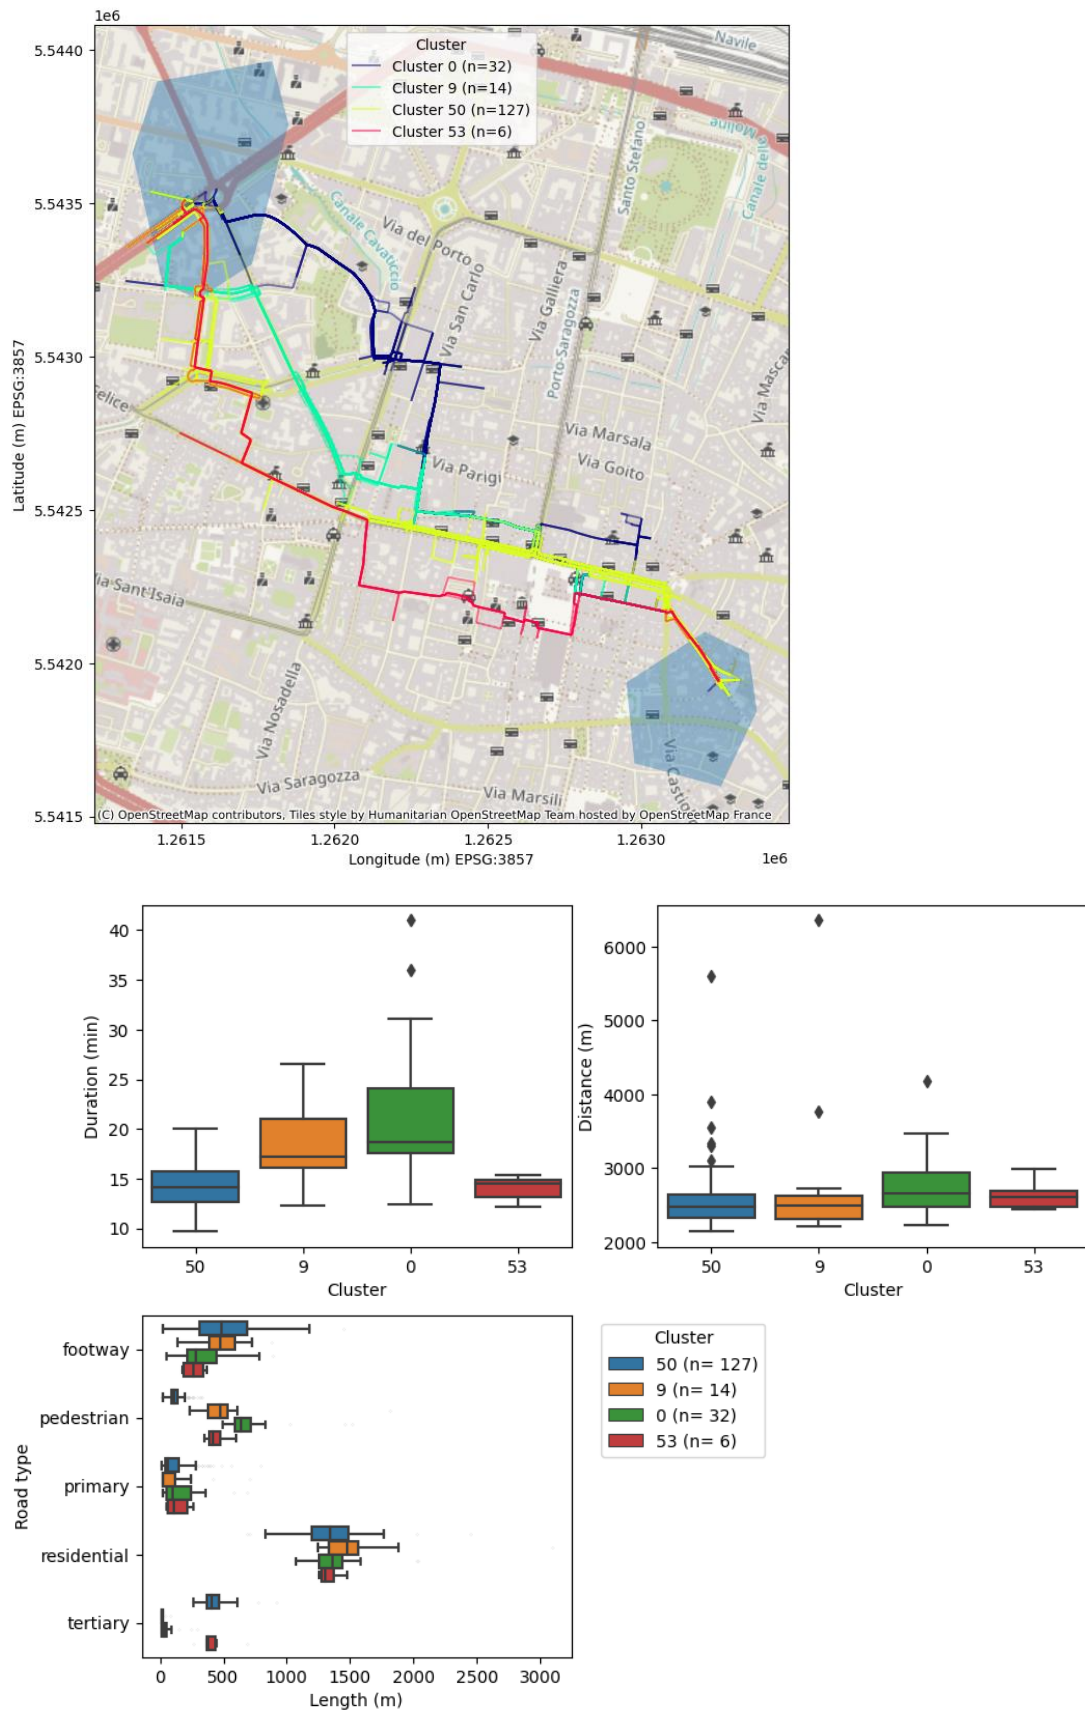 1e6
5.5440
5.5435
5.5430
5.5425
5.5420
5.5415
Latitude (m) EPSG:3857
Cluster
Cluster 0 (n=32)
Cluster 9 (n=14)
Cluster 50 (n=127)
Cluster 53 (n=6)
Navile
Moline
Canale delle
Santo Stefano
Canale Cavaticcio
Via del Porto
Via San Carlo
Via Galliera
Porto-Saragozza
Via Mascar
Felice
Via Marsala
Via Goito
Via Parigi
Via Sant'Isaia
Via Nosadella
Via Saragozza
Via Marsili
Via Castiglio
(C) OpenStreetMap contributors, Tiles style by Humanitarian OpenStreetMap Team hosted by OpenStreetMap France
1.2615
1.2620
1.2625
1.2630
1e6
Longitude (m) EPSG:3857
Duration (min)
40
35
30
25
20
15
10
50
9
0
53
Cluster
Distance (m)
6000
5000
4000
3000
2000
50
9
0
53
Cluster
Road type
footway
pedestrian
primary
residential
tertiary
0
500
1000
1500
2000
2500
3000
Length (m)
Cluster
50 (n= 127)
9 (n= 14)
0 (n= 32)
53 (n= 6)